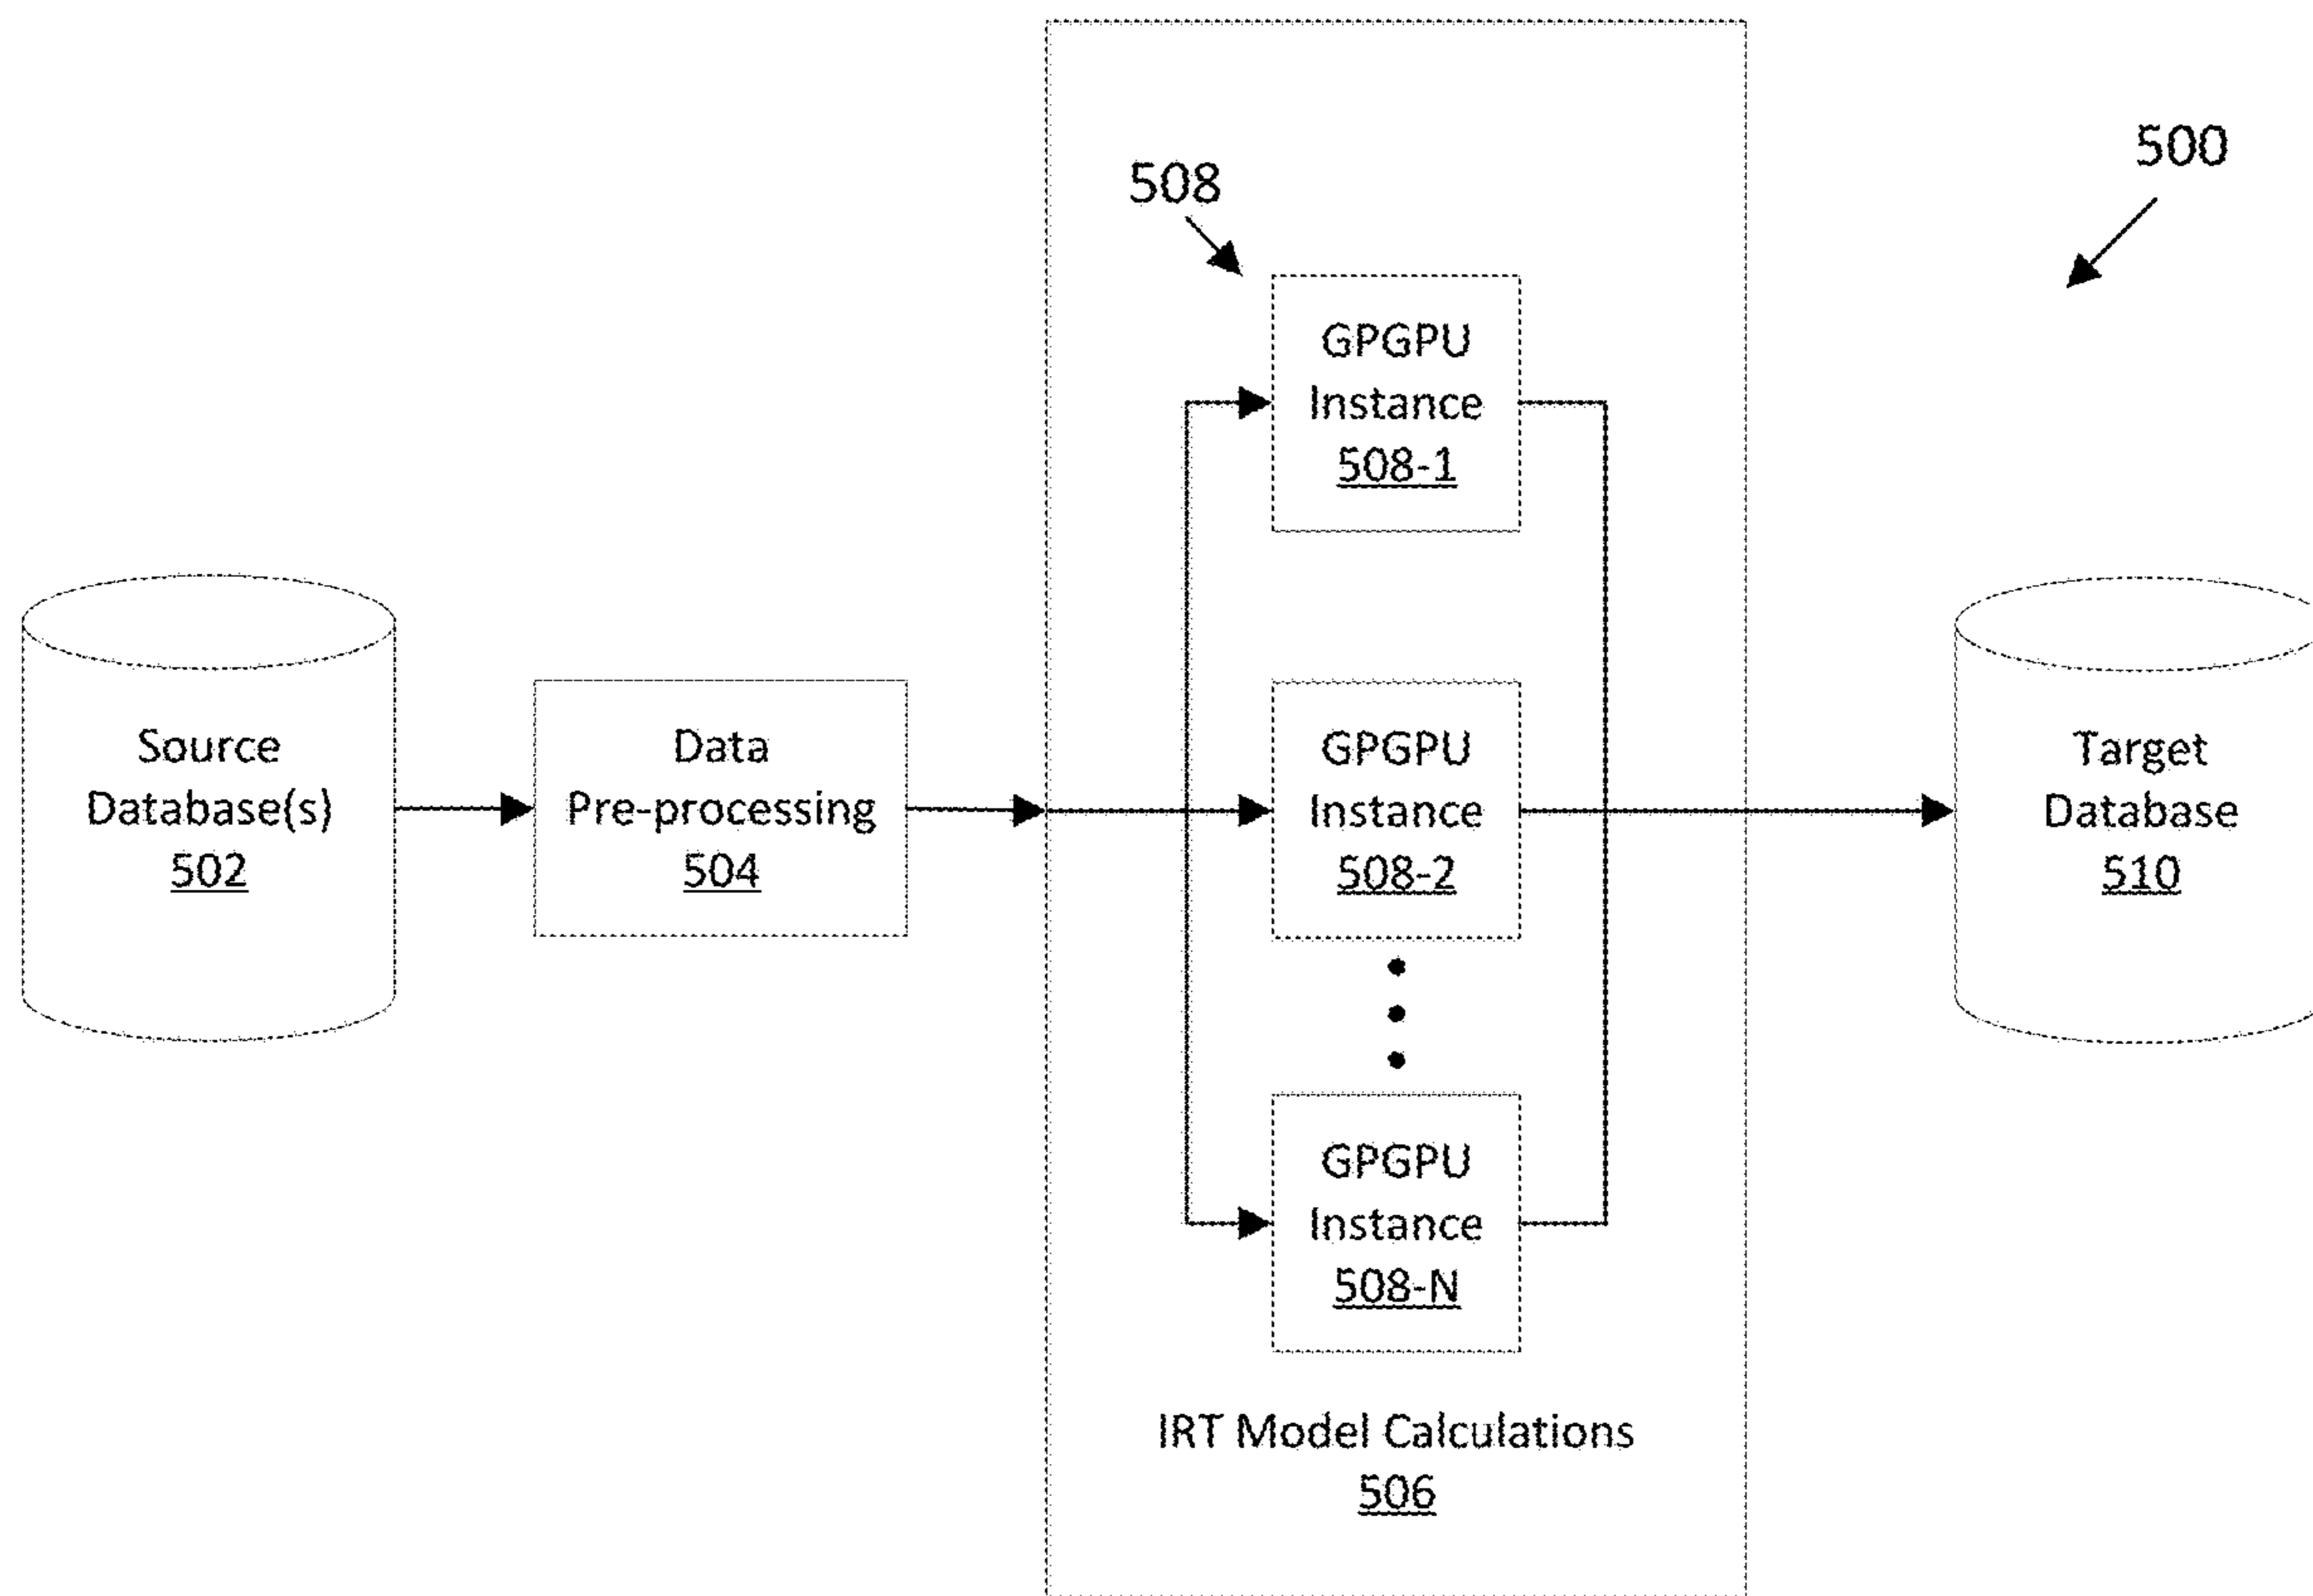 500
508
GPGPU
Instance
508-1
Source
Database(s)
502
Data
Pre-processing
504
GPGPU
Instance
508-2
Target
Database
510
GPGPU
Instance
508-N
IRT Model Calculations
506